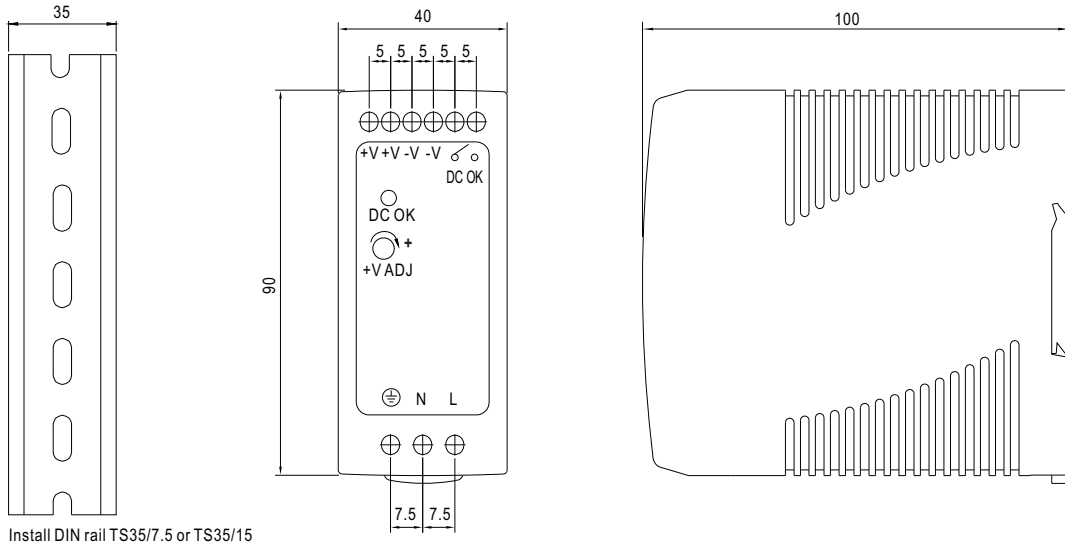 35
40
100
5 5 5 5 5
+V +V -V -V
DC OK
DC OK
+
+V ADJ
90
N L
7.5 7.5
Install DIN rail TS35/7.5 or TS35/15